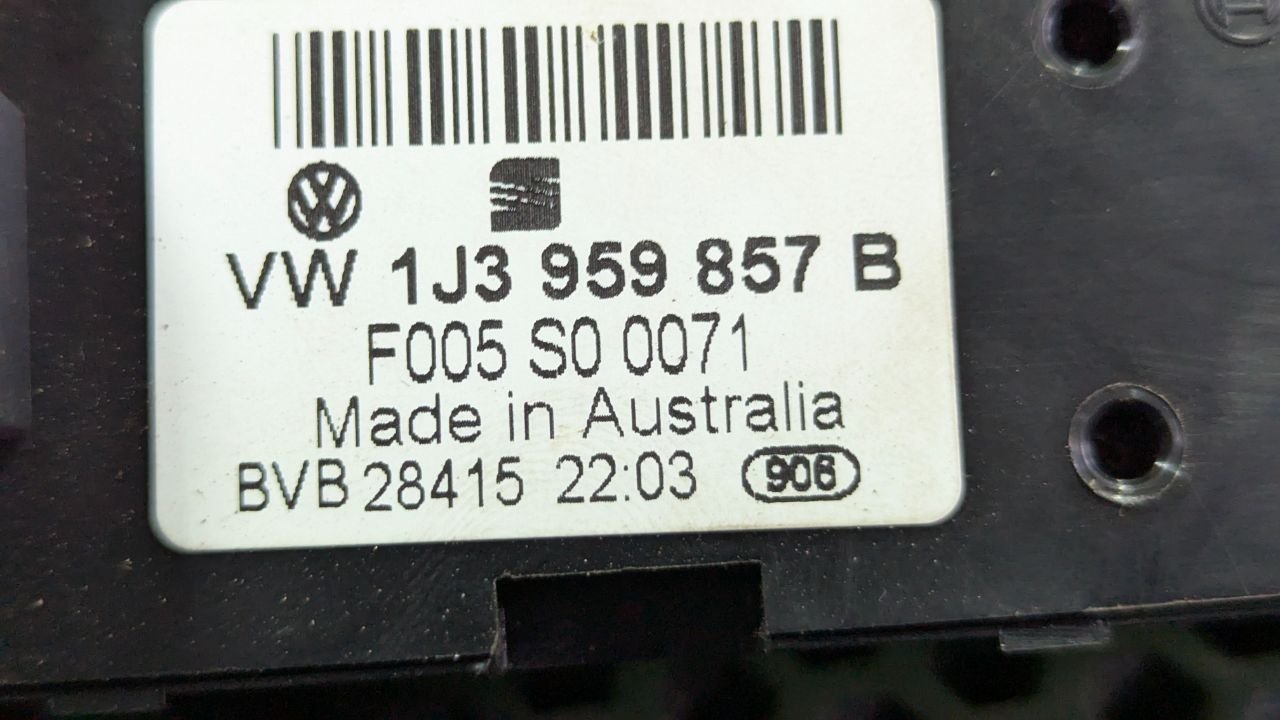 VW 1J3 959 857 B
F005 S0 0071
Made in Australia
BVB 28415 22:03 906